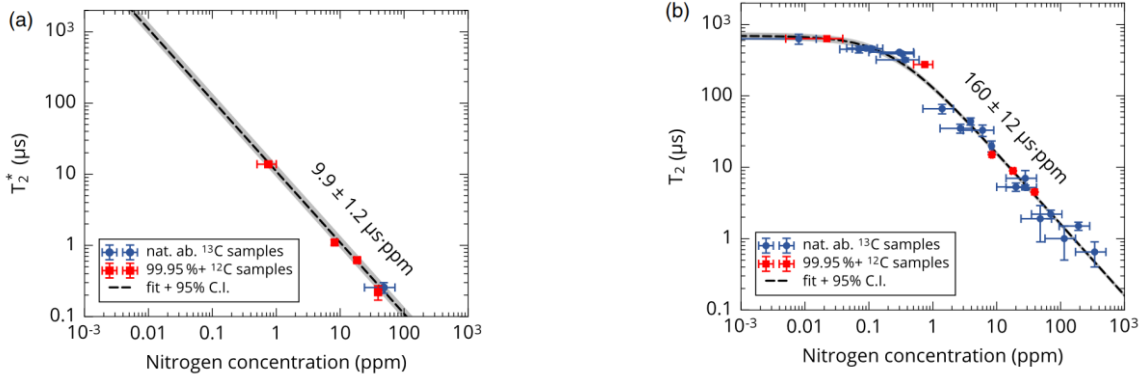 (a)
10³
100
10
1
0.1
T₂* (μs)
9.9 ± 1.2 μs·ppm
nat. ab. ¹³C samples
99.95 %+ ¹²C samples
fit + 95% C.I.
10⁻³ 0.01 0.1 1 10 100 10³
Nitrogen concentration (ppm)
(b)
10³
100
10
1
0.1
T₂ (μs)
160 ± 12 μs·ppm
nat. ab. ¹³C samples
99.95 %+ ¹²C samples
fit + 95% C.I.
10⁻³ 0.01 0.1 1 10 100 10³
Nitrogen concentration (ppm)